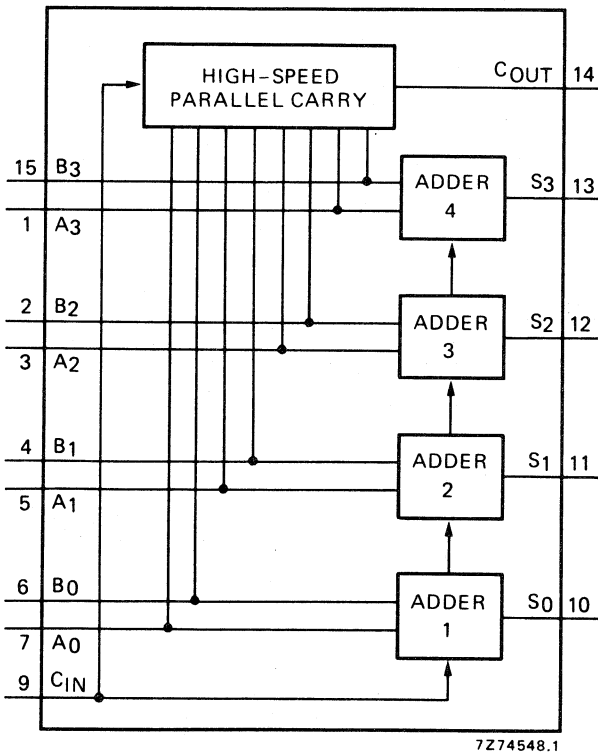 HIGH-SPEED
PARALLEL CARRY
COUT 14
15 B3
ADDER
4
S3 13
1 A3
2 B2
ADDER
3
S2 12
3 A2
4 B1
ADDER
2
S1 11
5 A1
6 B0
ADDER
1
S0 10
7 A0
9 CIN
7Z74548.1